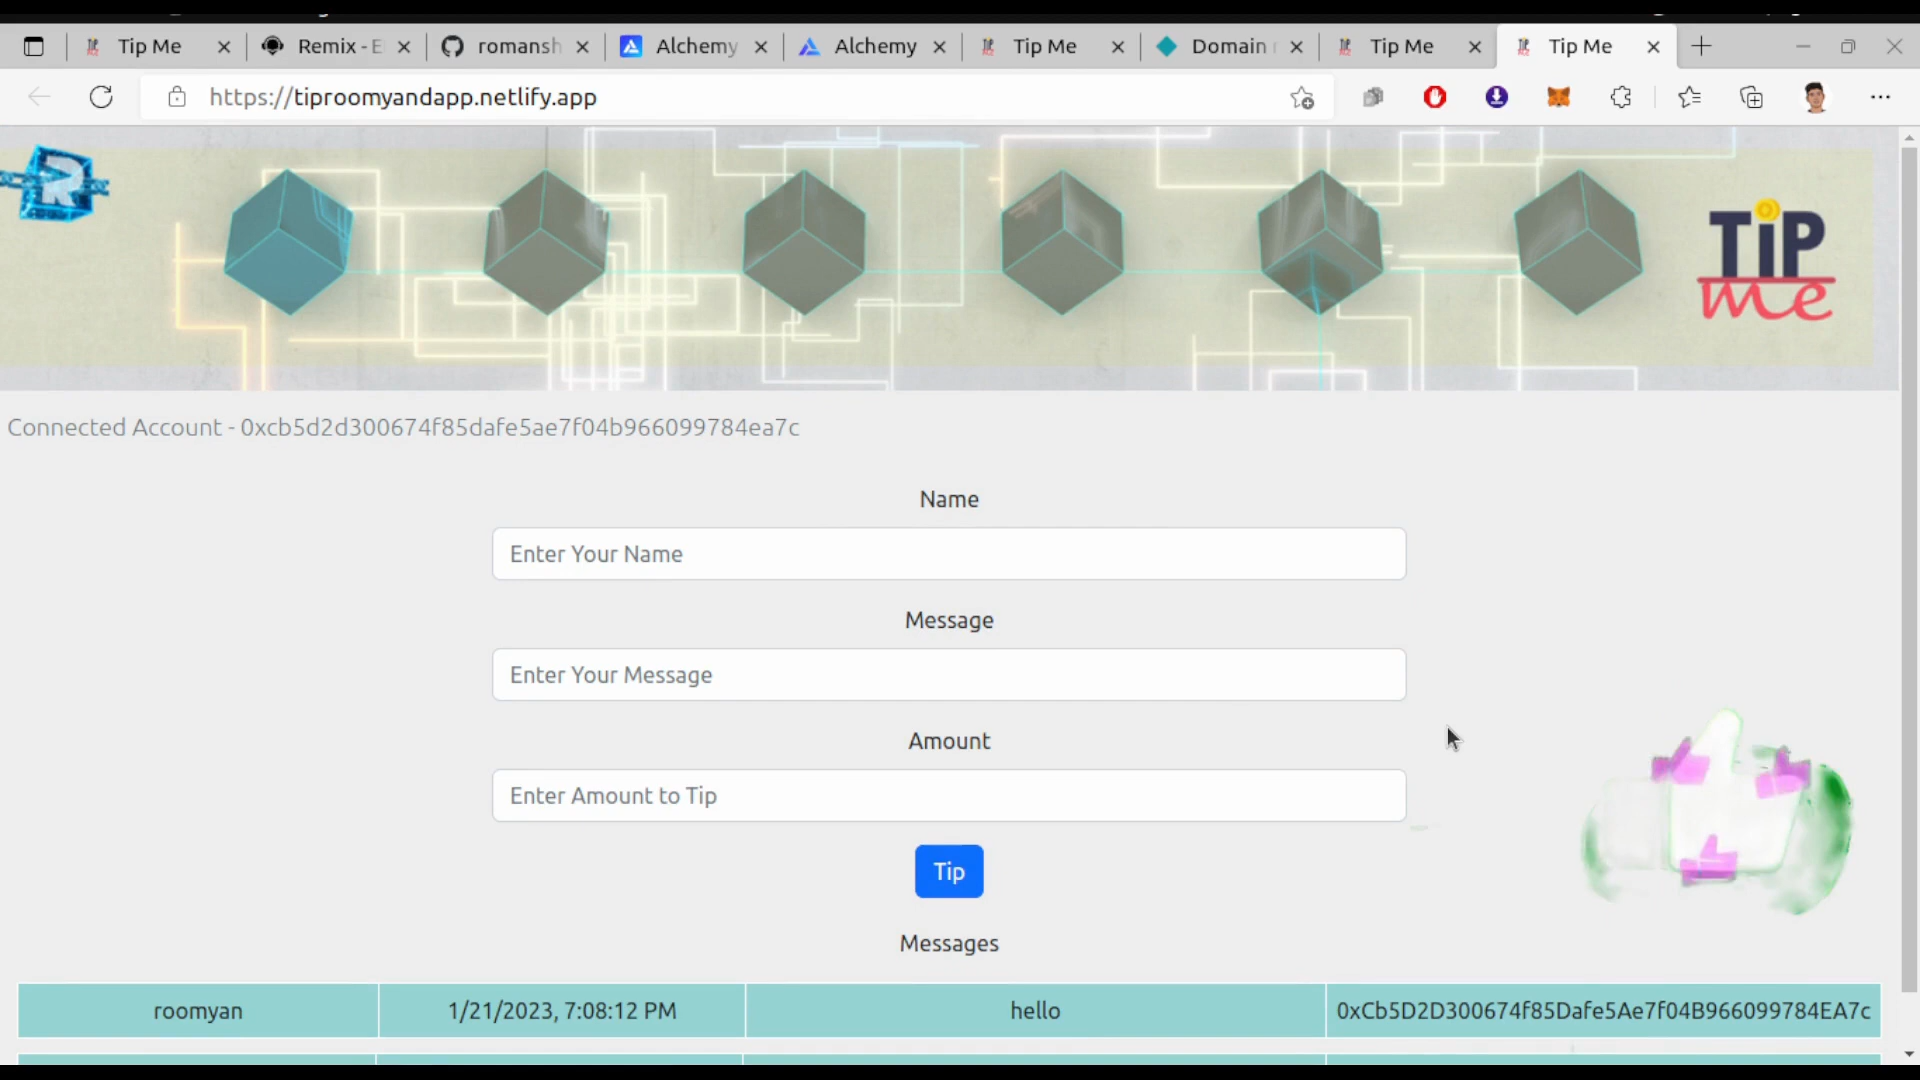 Tip Me
Remix - E
romansh
Alchemy
Alchemy
Tip Me
Domain
Tip Me
Tip Me
https://tiproomyandapp.netlify.app
R
TiP
me
Connected Account - 0xcb5d2d300674f85dafe5ae7f04b966099784ea7c
Name
Enter Your Name
Message
Enter Your Message
Amount
Enter Amount to Tip
Tip
Messages
roomyan 1/21/2023, 7:08:12 PM hello 0xCb5D2D300674f85Dafe5Ae7f04B966099784EA7c